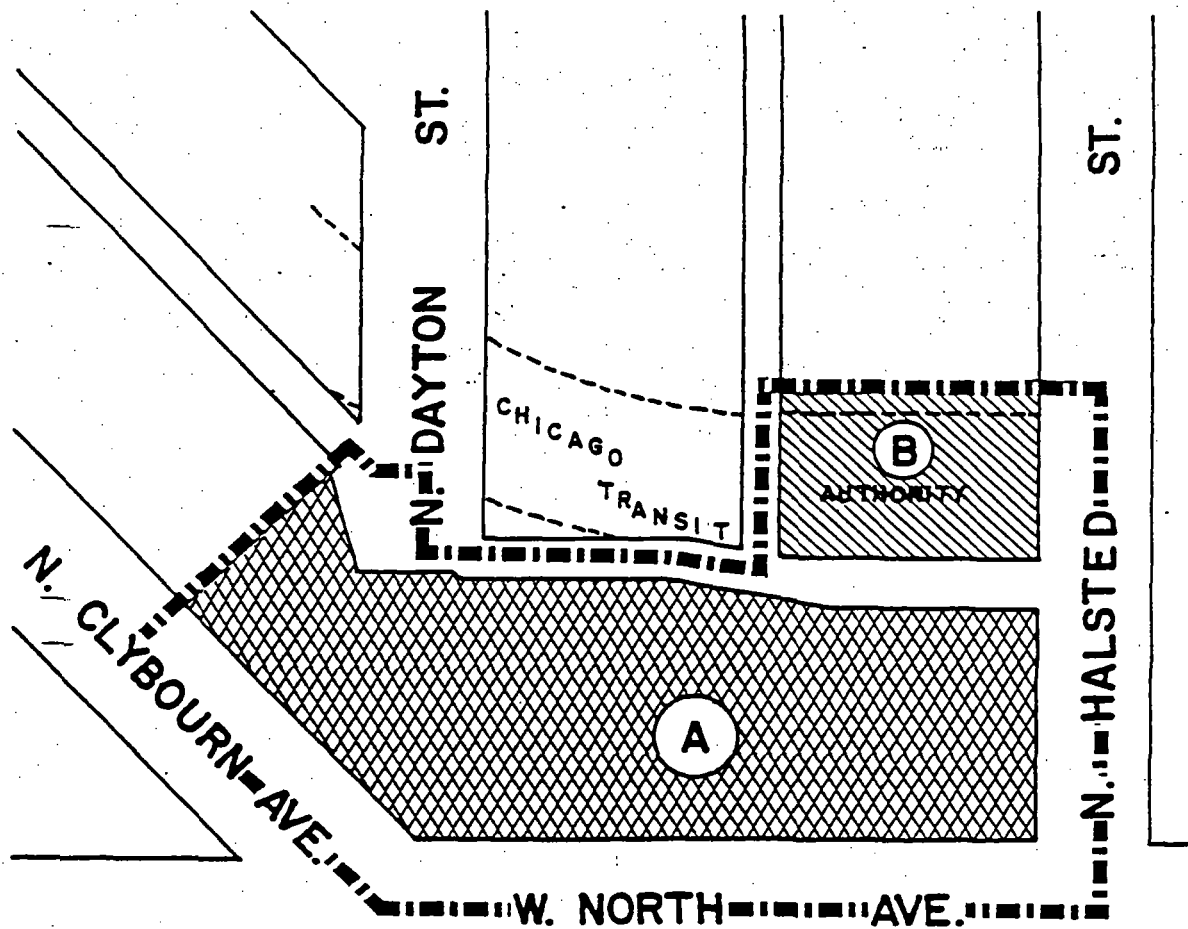 N. DAYTON ST.
ST.
CHICAGO
TRANSIT
B
AUTHORITY
N. CLYBOURN AVE.
A
N. HALSTED
W. NORTH AVE.